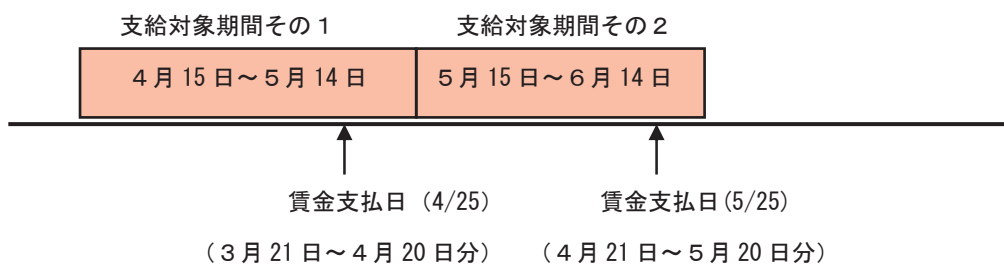 支給対象期間その１ 支給対象期間その２
４月 15 日～５月 14 日 ５月 15 日～６月 14 日
賃金支払日（4/25） 賃金支払日(5/25)
（３月 21 日～４月 20 日分） （４月 21 日～５月 20 日分）